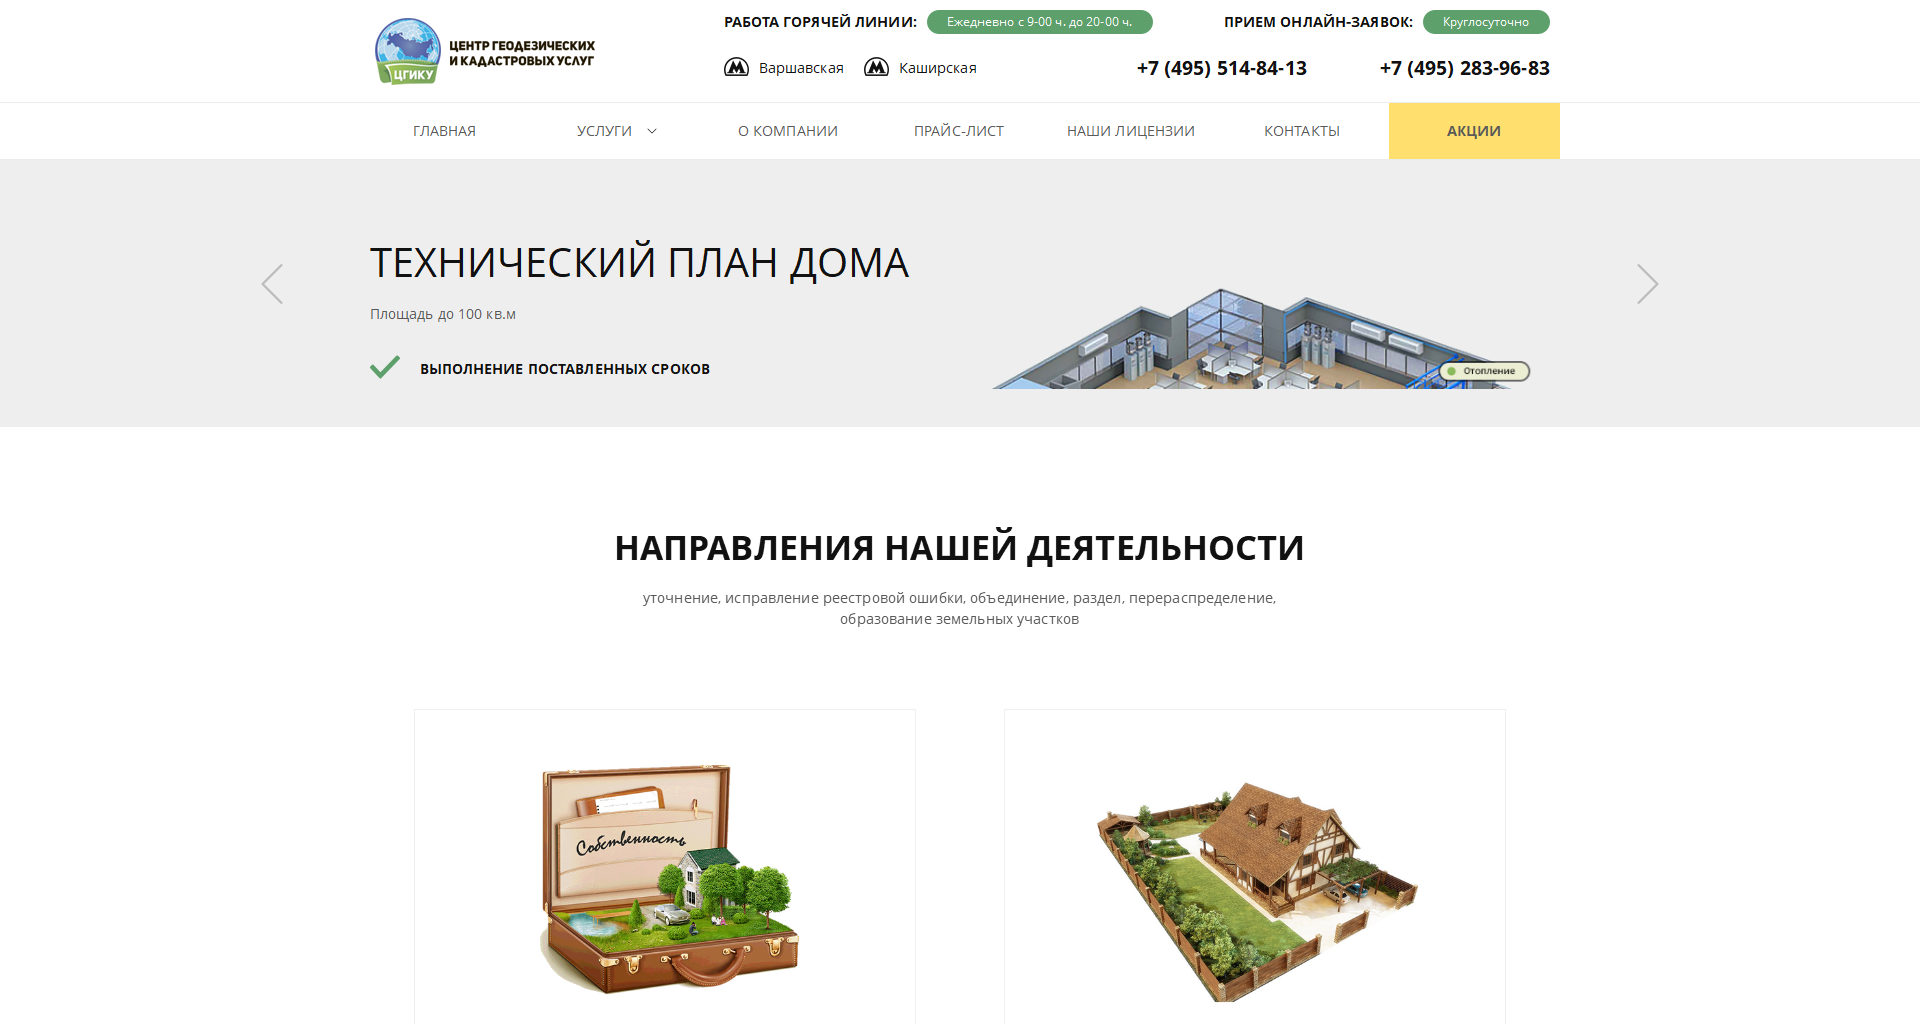 ЦГИКУ
ЦЕНТР ГЕОДЕЗИЧЕСКИХ
И КАДАСТРОВЫХ УСЛУГ
РАБОТА ГОРЯЧЕЙ ЛИНИИ: Ежедневно с 9-00 ч. до 20-00 ч.
ПРИЕМ ОНЛАЙН-ЗАЯВОК: Круглосуточно
Варшавская Каширская
+7 (495) 514-84-13 +7 (495) 283-96-83
ГЛАВНАЯ УСЛУГИ О КОМПАНИИ ПРАЙС-ЛИСТ НАШИ ЛИЦЕНЗИИ КОНТАКТЫ АКЦИИ
ТЕХНИЧЕСКИЙ ПЛАН ДОМА
Площадь до 100 кв.м
ВЫПОЛНЕНИЕ ПОСТАВЛЕННЫХ СРОКОВ
Отопление
НАПРАВЛЕНИЯ НАШЕЙ ДЕЯТЕЛЬНОСТИ
уточнение, исправление реестровой ошибки, объединение, раздел, перераспределение,
образование земельных участков
Собственность